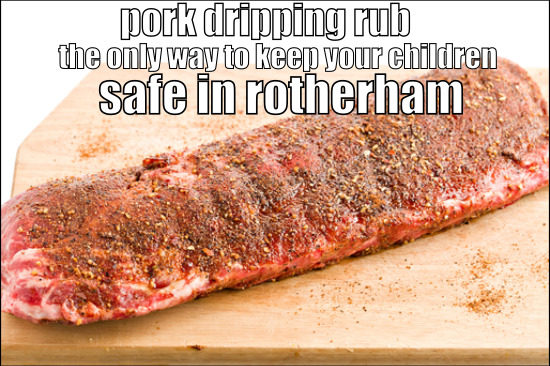 pork dripping rub
the only way to keep your children
safe in rotherham